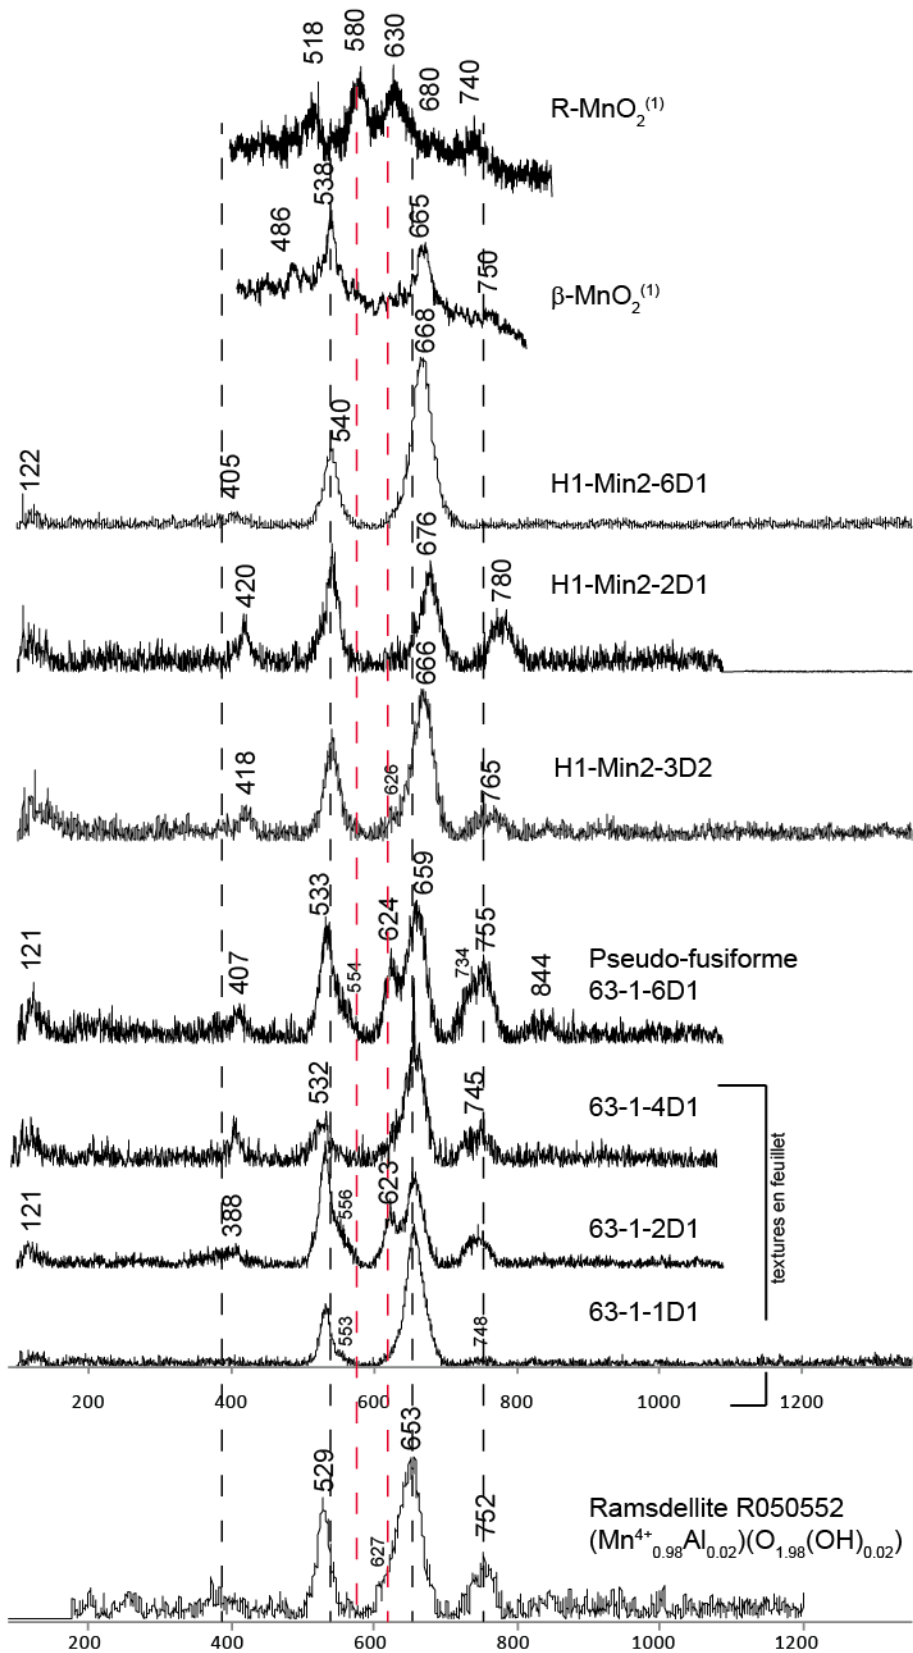 518 580 630 680 740
R-MnO₂⁽¹⁾
486 538 665 750
β-MnO₂⁽¹⁾
122 405 540 668
H1-Min2-6D1
420 676 780
H1-Min2-2D1
418 626 666 765
H1-Min2-3D2
121 407 533 554 624 659 734 755 844
Pseudo-fusiforme
63-1-6D1
532 745
63-1-4D1
121 388 556 623
63-1-2D1
553 748
63-1-1D1
textures en feuillet
200 400 600 800 1000 1200
529 627 653 752
Ramsdellite R050552
(Mn⁴⁺₀.₉₈Al₀.₀₂)(O₁.₉₈(OH)₀.₀₂)
200 400 600 800 1000 1200